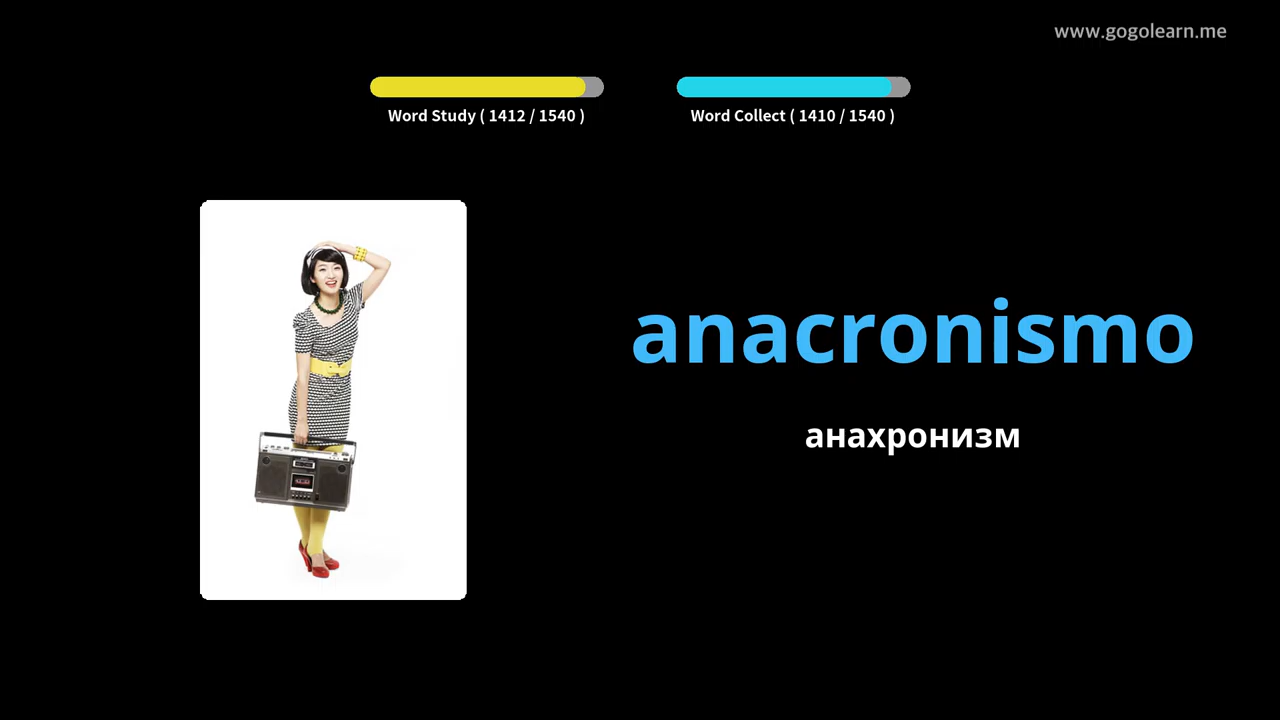 www.gogolearn.me
Word Study ( 1412 / 1540 )
Word Collect ( 1410 / 1540 )
anacronismo
анахронизм